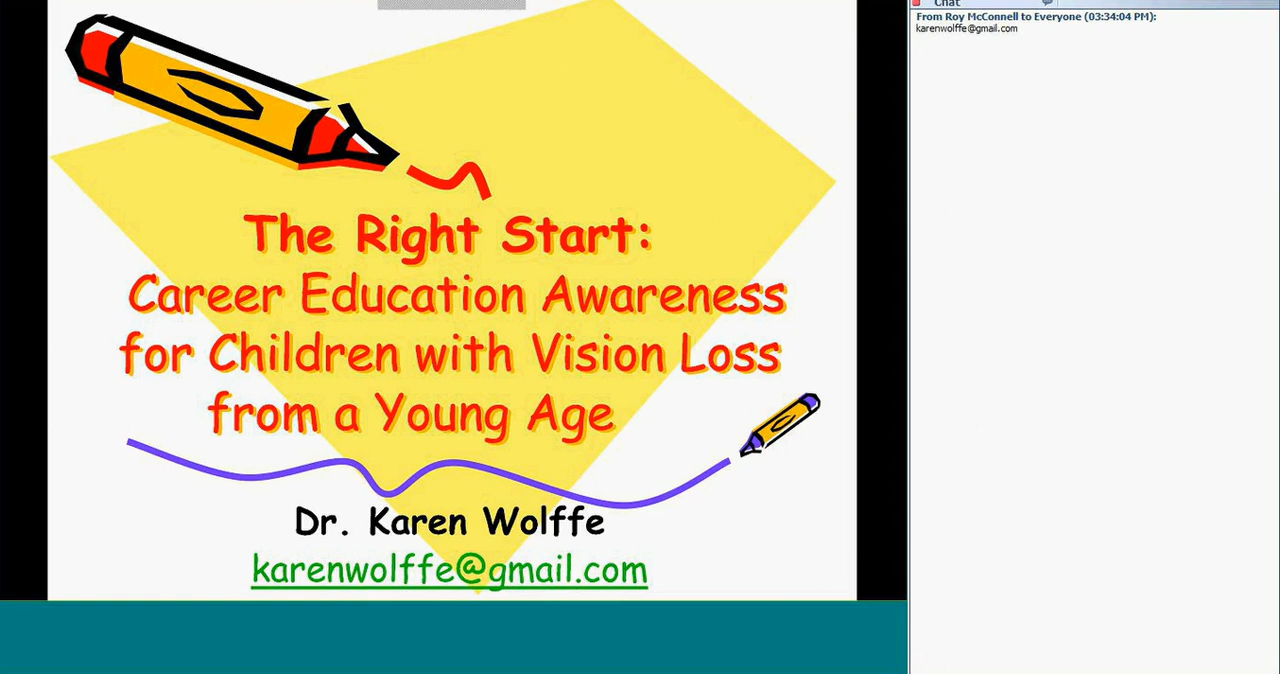 The Right Start:
Career Education Awareness
for Children with Vision Loss
from a Young Age
Dr. Karen Wolffe
karenwolffe@gmail.com
Chat
From Roy McConnell to Everyone (03:34:04 PM):
karenwolffe@gmail.com